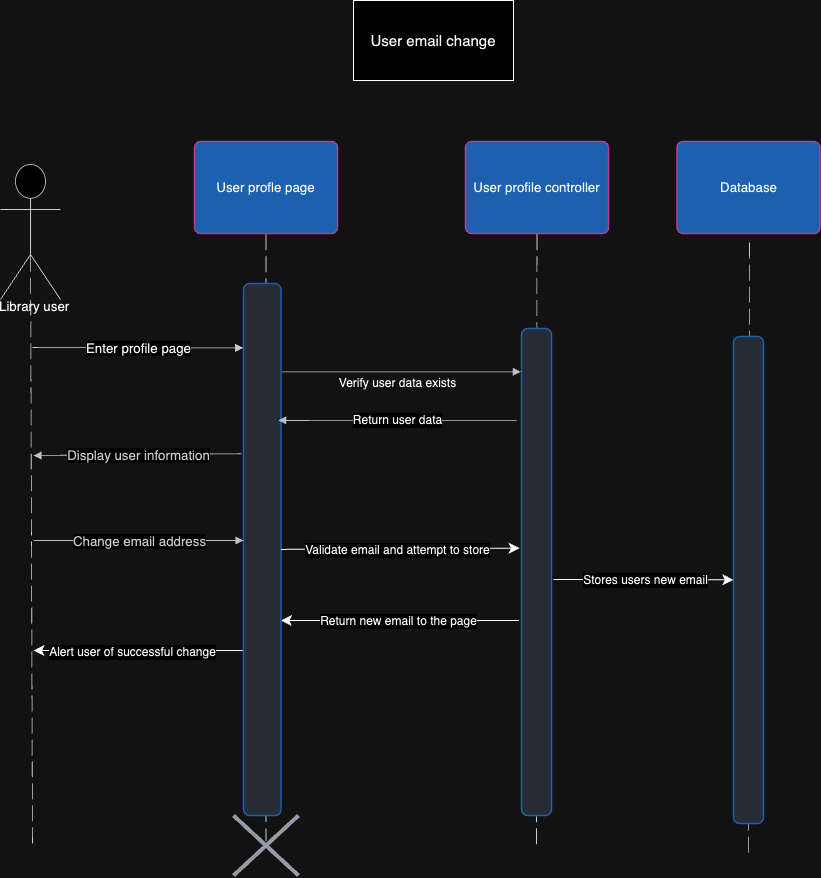 User email change
User profle page
User profile controller
Database
Library user
Enter profile page
Verify user data exists
Return user data
Display user information
Change email address
Validate email and attempt to store
Stores users new email
Return new email to the page
Alert user of successful change